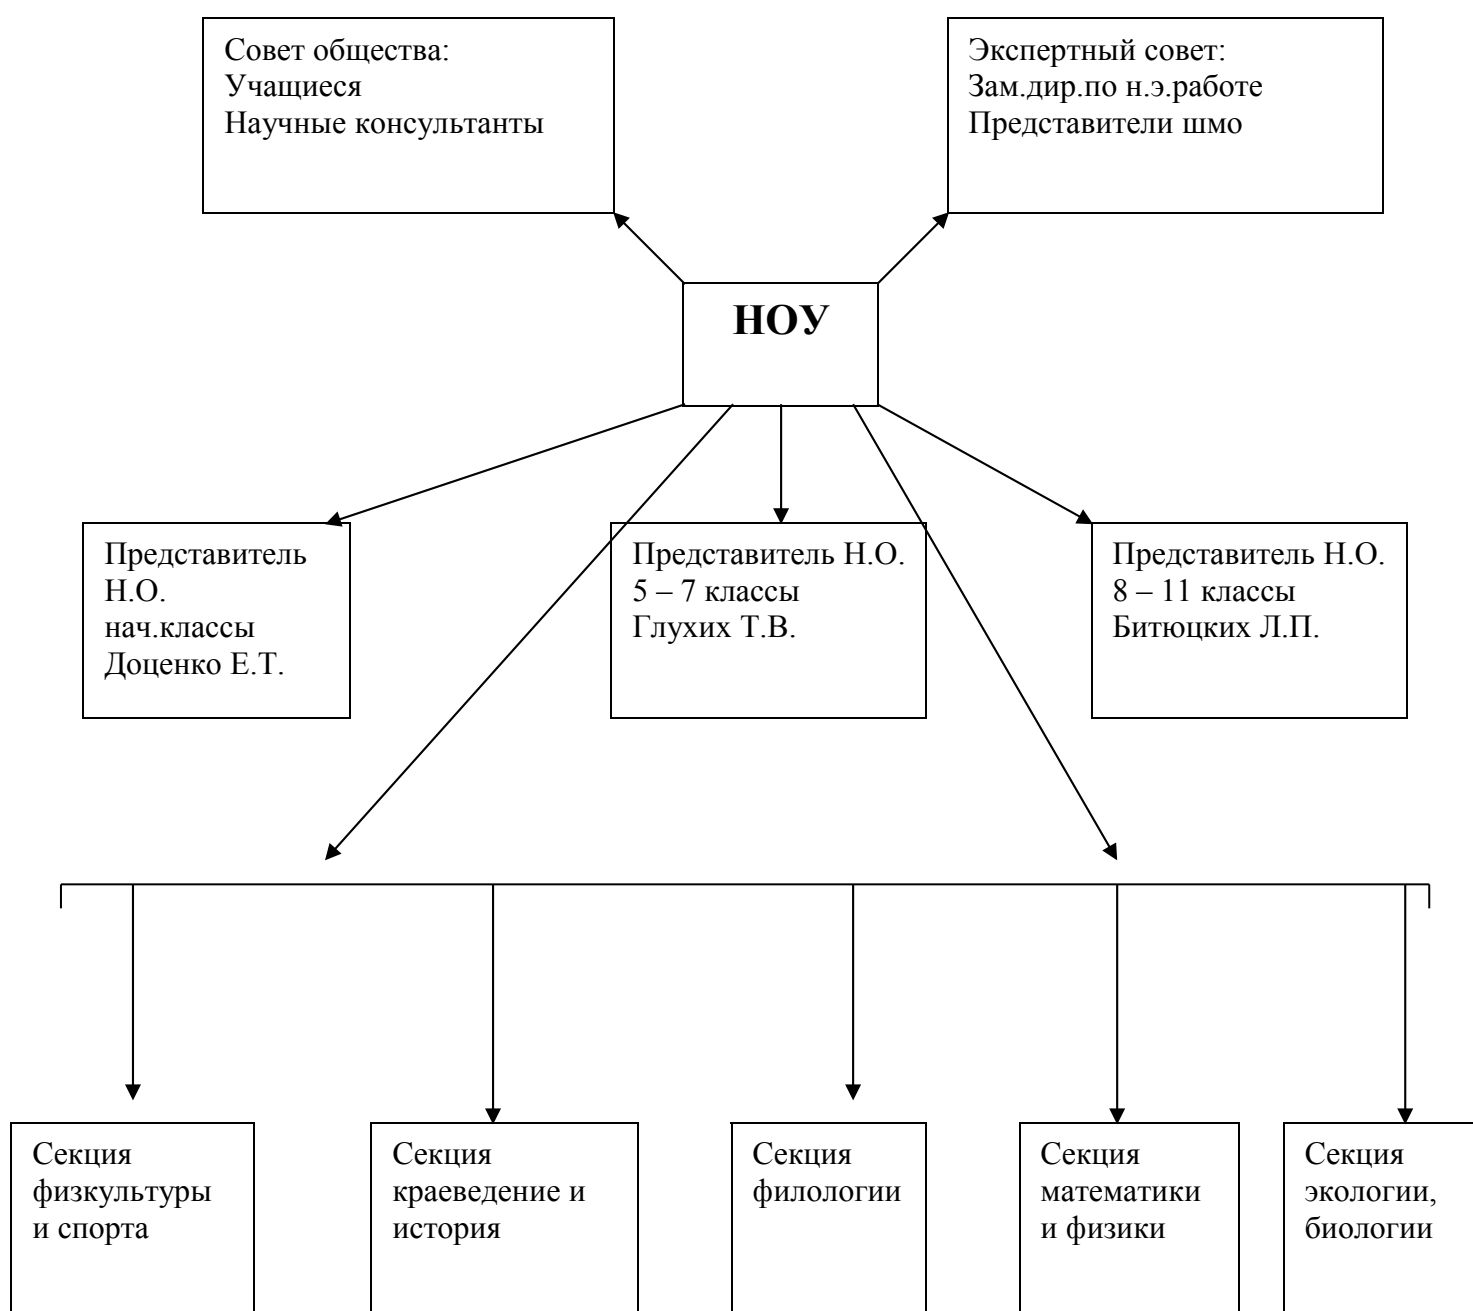 Совет общества:
Учащиеся
Научные консультанты
Экспертный совет:
Зам.дир.по н.э.работе
Представители шмо
НОУ
Представитель
Н.О.
нач.классы
Доценко Е.Т.
Представитель Н.О.
5 – 7 классы
Глухих Т.В.
Представитель Н.О.
8 – 11 классы
Битюцких Л.П.
Секция
физкультуры
и спорта
Секция
краеведение и
история
Секция
филологии
Секция
математики
и физики
Секция
экологии,
биологии